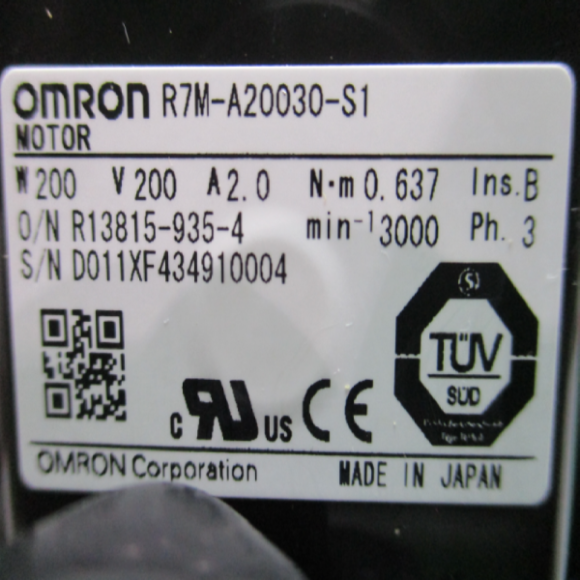 OMRON R7M-A20030-S1
MOTOR
W 200 V 200 A 2.0 N·m 0.637 Ins. B
O/N R13815-935-4 min⁻¹ 3000 Ph. 3
S/N D011XF434910004
TÜV
SÜD
c RU US CE
OMRON Corporation MADE IN JAPAN